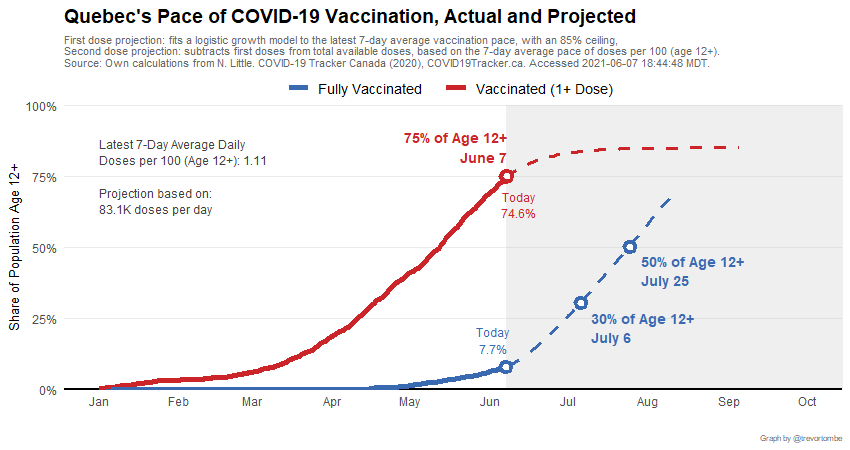 Quebec's Pace of COVID-19 Vaccination, Actual and Projected
First dose projection: fits a logistic growth model to the latest 7-day average vaccination pace, with an 85% ceiling,
Second dose projection: subtracts first doses from total available doses, based on the 7-day average pace of doses per 100 (age 12+).
Source: Own calculations from N. Little. COVID-19 Tracker Canada (2020), COVID19Tracker.ca. Accessed 2021-06-07 18:44:48 MDT.
Fully Vaccinated
Vaccinated (1+ Dose)
Share of Population Age 12+
100%
75%
50%
25%
0%
Latest 7-Day Average Daily
Doses per 100 (Age 12+): 1.11
Projection based on:
83.1K doses per day
75% of Age 12+
June 7
Today
74.6%
50% of Age 12+
July 25
30% of Age 12+
July 6
Today
7.7%
Jan
Feb
Mar
Apr
May
Jun
Jul
Aug
Sep
Oct
Graph by @trevortombe